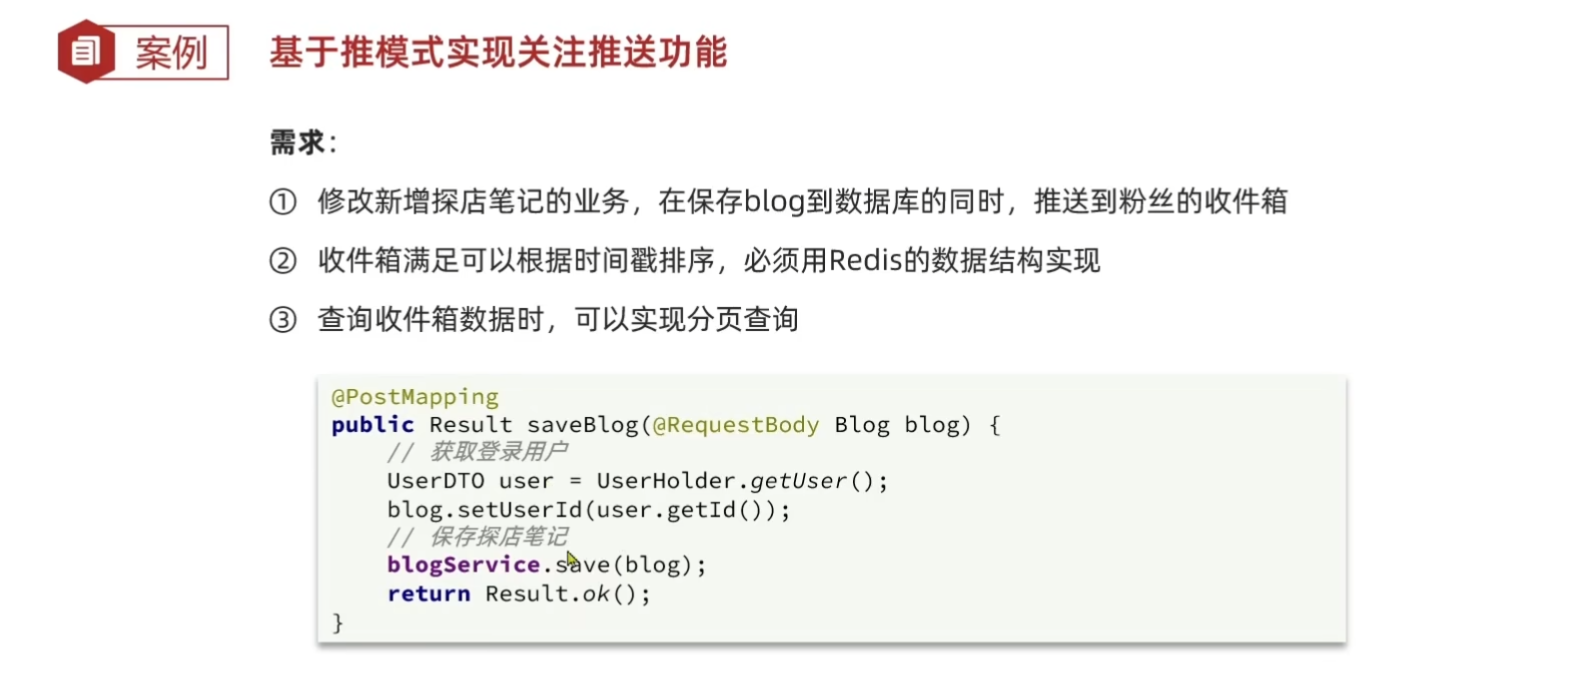 案例
基于推模式实现关注推送功能
需求：
① 修改新增探店笔记的业务，在保存blog到数据库的同时，推送到粉丝的收件箱
② 收件箱满足可以根据时间戳排序，必须用Redis的数据结构实现
③ 查询收件箱数据时，可以实现分页查询
@PostMapping
public Result saveBlog(@RequestBody Blog blog) {
    // 获取登录用户
    UserDTO user = UserHolder.getUser();
    blog.setUserId(user.getId());
    // 保存探店笔记
    blogService.save(blog);
    return Result.ok();
}